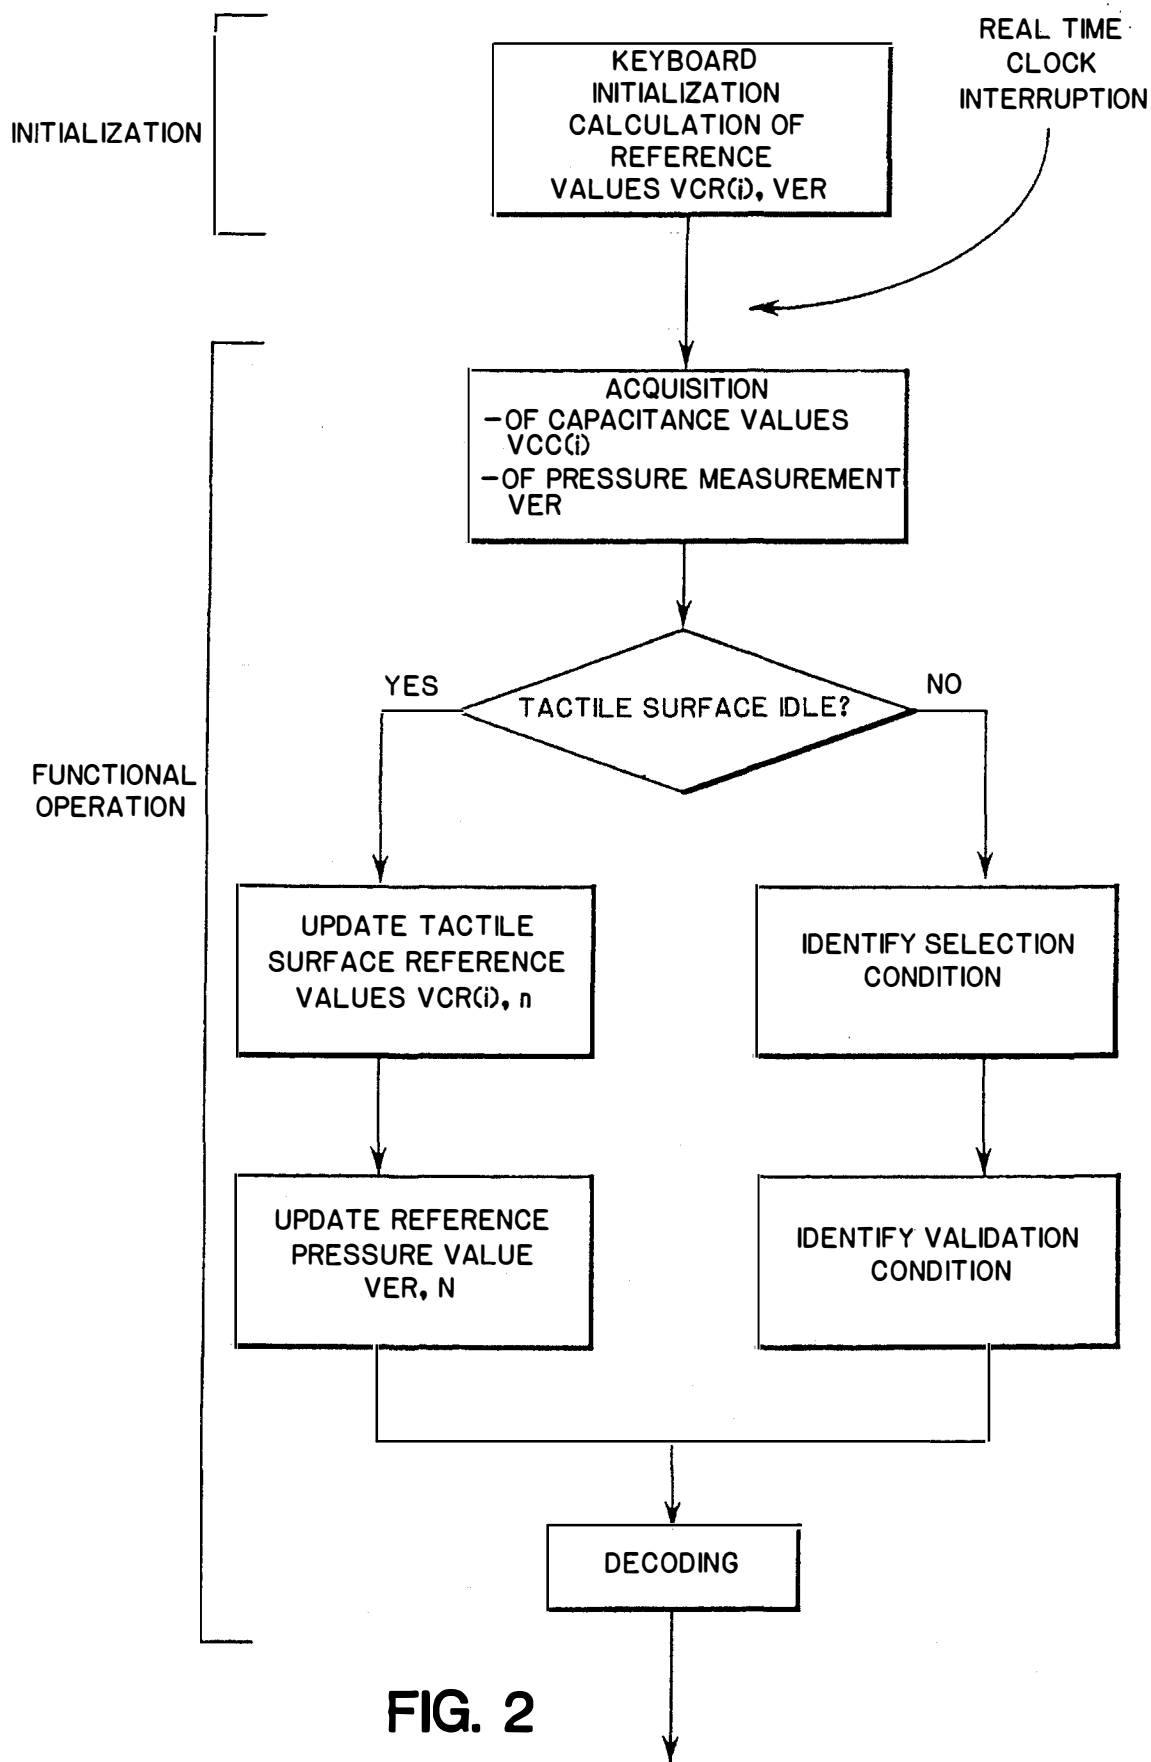 REAL TIME
CLOCK
INTERRUPTION
KEYBOARD
INITIALIZATION
CALCULATION OF
REFERENCE
VALUES VCR(i), VER
INITIALIZATION
ACQUISITION
-OF CAPACITANCE VALUES
VCC(i)
-OF PRESSURE MEASUREMENT
VER
TACTILE SURFACE IDLE?
YES
NO
FUNCTIONAL
OPERATION
UPDATE TACTILE
SURFACE REFERENCE
VALUES VCR(i), n
IDENTIFY SELECTION
CONDITION
UPDATE REFERENCE
PRESSURE VALUE
VER, N
IDENTIFY VALIDATION
CONDITION
DECODING
FIG. 2